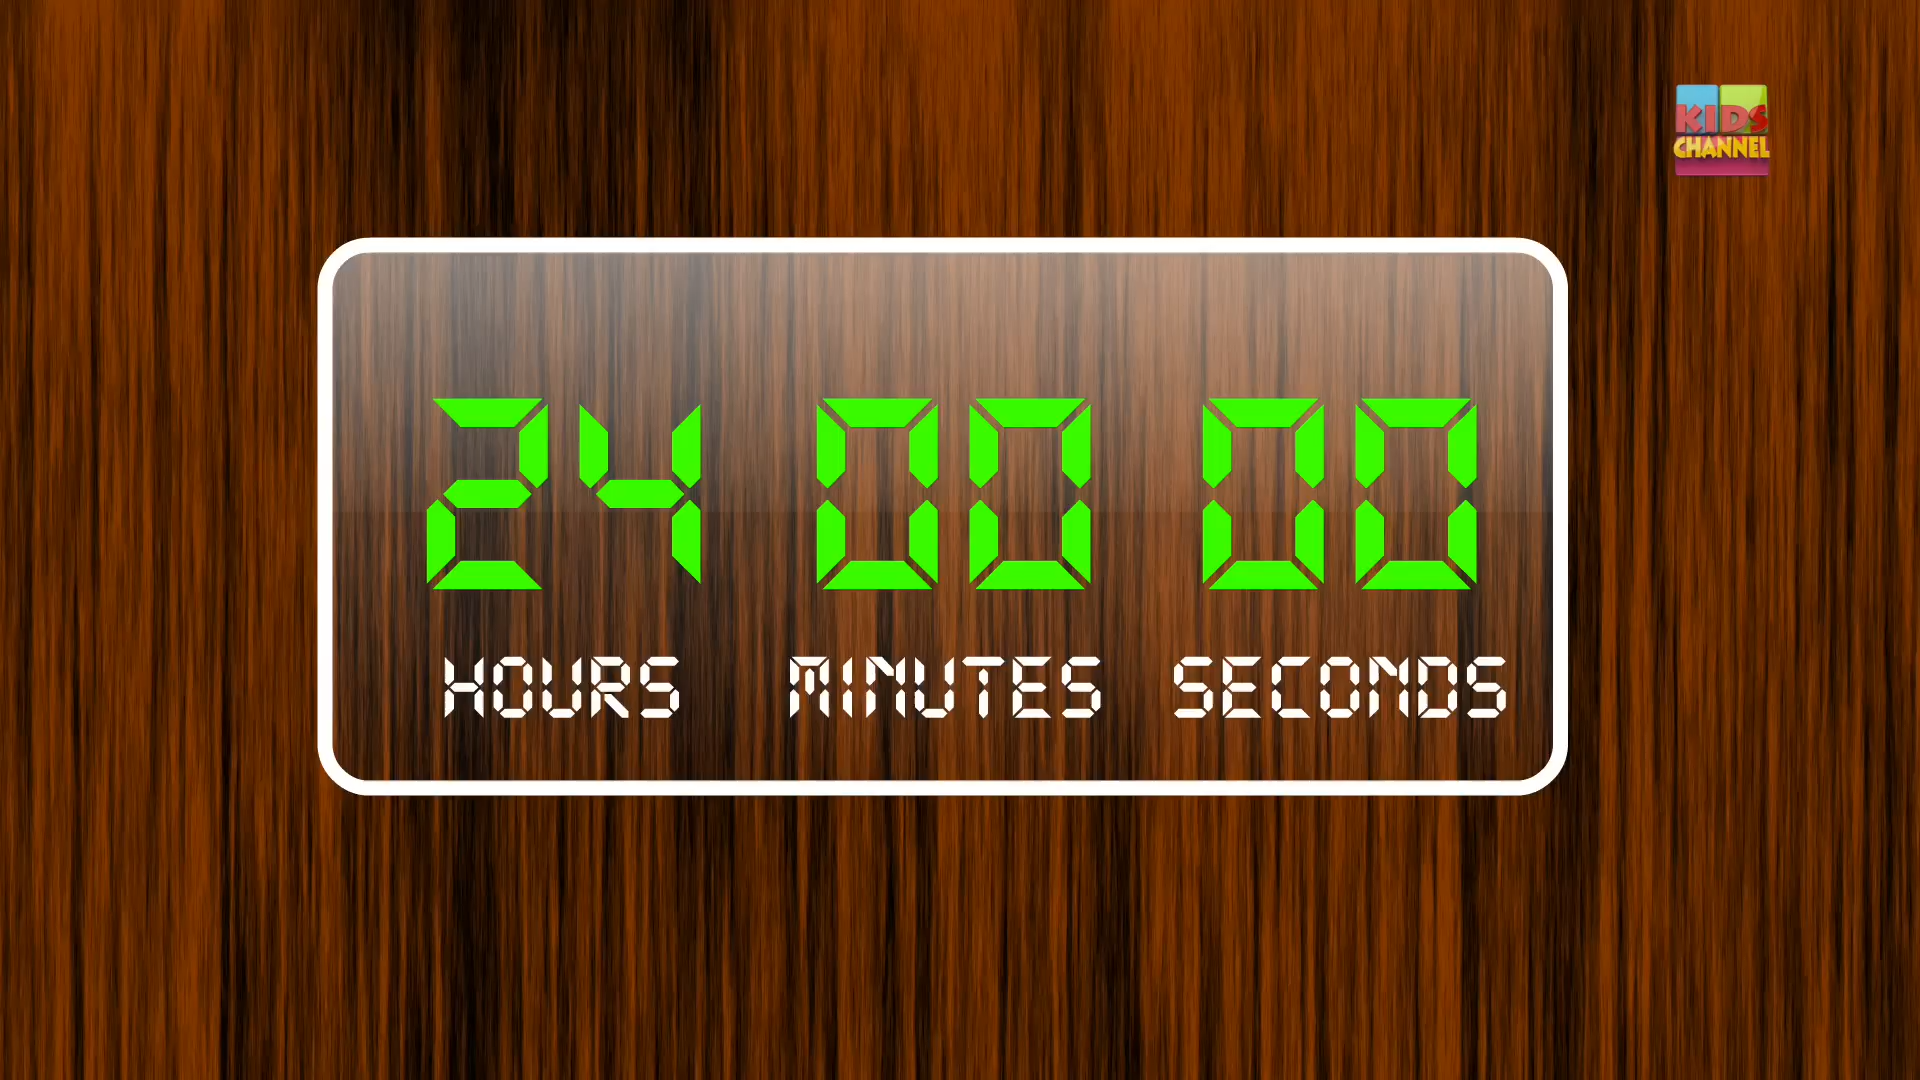 KIDS
CHANNEL
24 00 00
HOURS MINUTES SECONDS